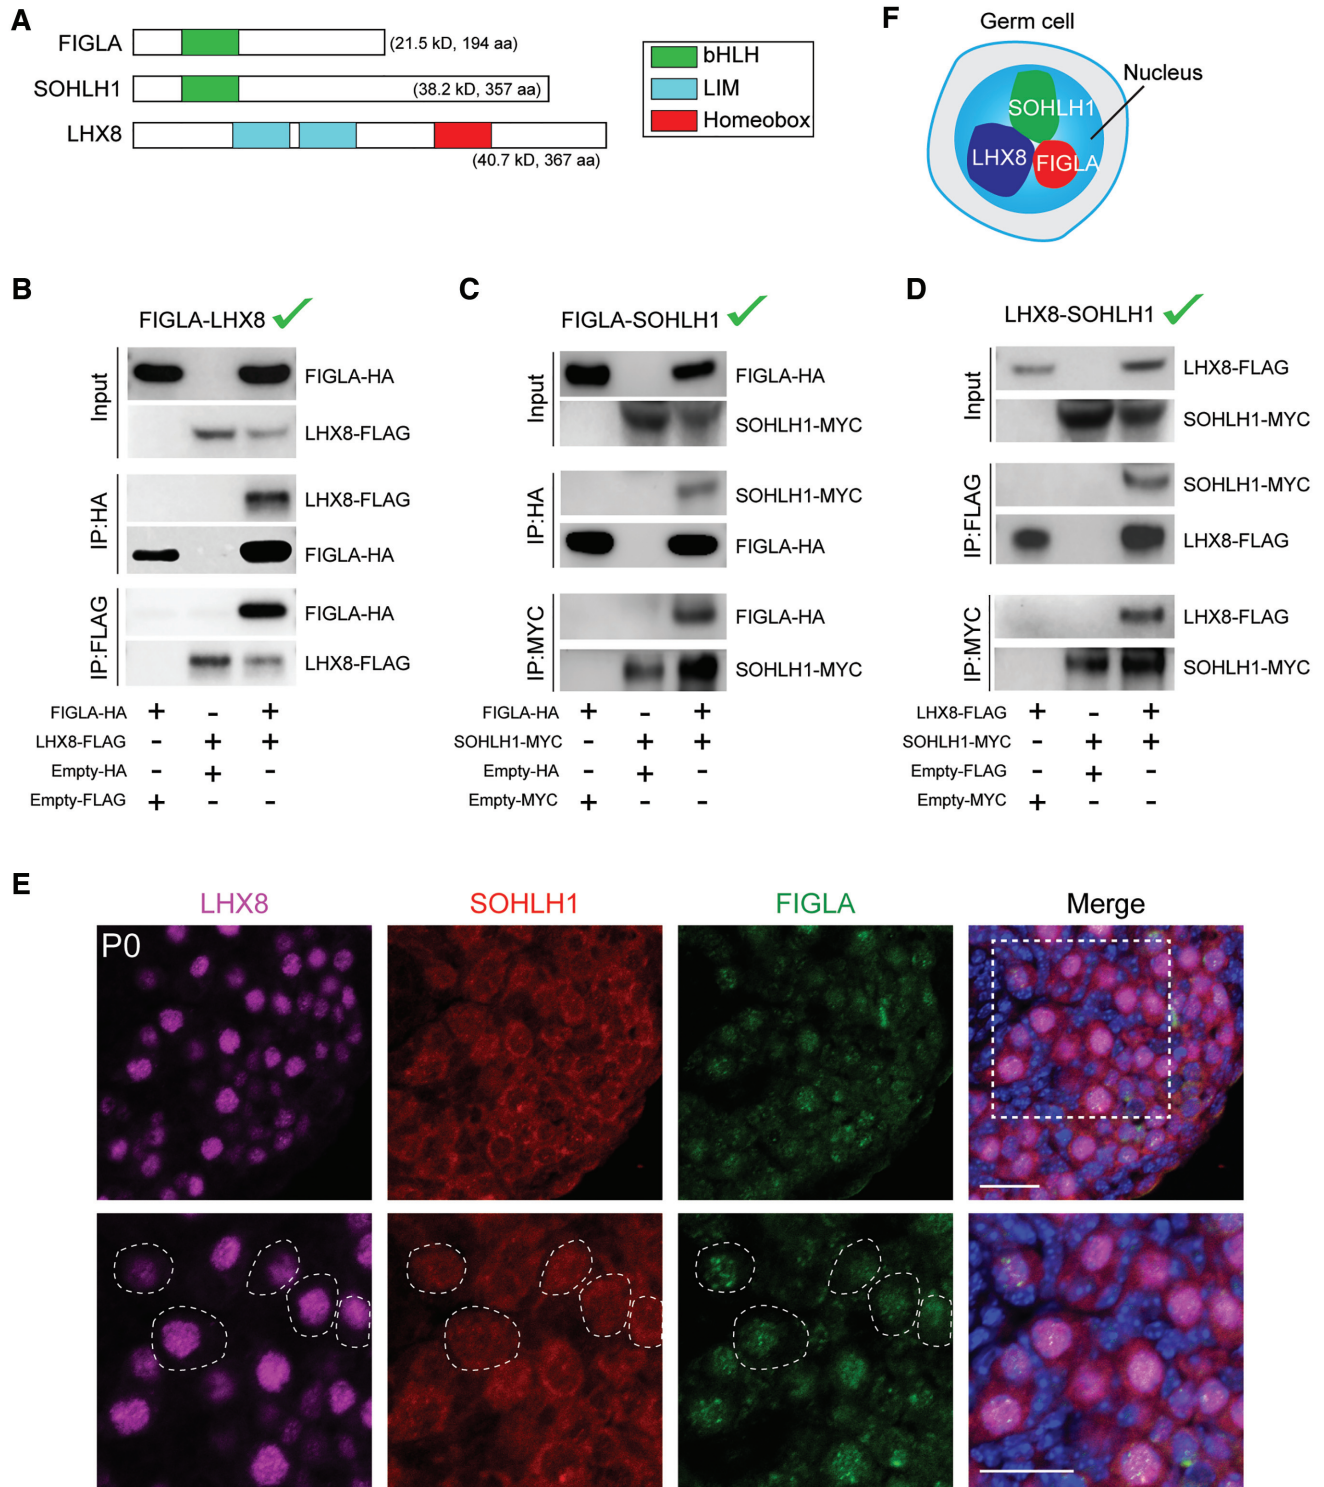 A
FIGLA
(21.5 kD, 194 aa)
SOHLH1
(38.2 kD, 357 aa)
LHX8
(40.7 kD, 367 aa)
bHLH
LIM
Homeobox
F
Germ cell
Nucleus
SOHLH1
LHX8
FIGLA
B
FIGLA-LHX8
Input
FIGLA-HA
LHX8-FLAG
IP:HA
LHX8-FLAG
FIGLA-HA
IP:FLAG
FIGLA-HA
LHX8-FLAG
FIGLA-HA + - +
LHX8-FLAG - + +
Empty-HA - + -
Empty-FLAG + - -
C
FIGLA-SOHLH1
Input
FIGLA-HA
SOHLH1-MYC
IP:HA
SOHLH1-MYC
FIGLA-HA
IP:MYC
FIGLA-HA
SOHLH1-MYC
FIGLA-HA + - +
SOHLH1-MYC - + +
Empty-HA - + -
Empty-MYC + - -
D
LHX8-SOHLH1
Input
LHX8-FLAG
SOHLH1-MYC
IP:FLAG
SOHLH1-MYC
LHX8-FLAG
IP:MYC
LHX8-FLAG
SOHLH1-MYC
LHX8-FLAG + - +
SOHLH1-MYC - + +
Empty-FLAG - + -
Empty-MYC + - -
E
LHX8
SOHLH1
FIGLA
Merge
P0